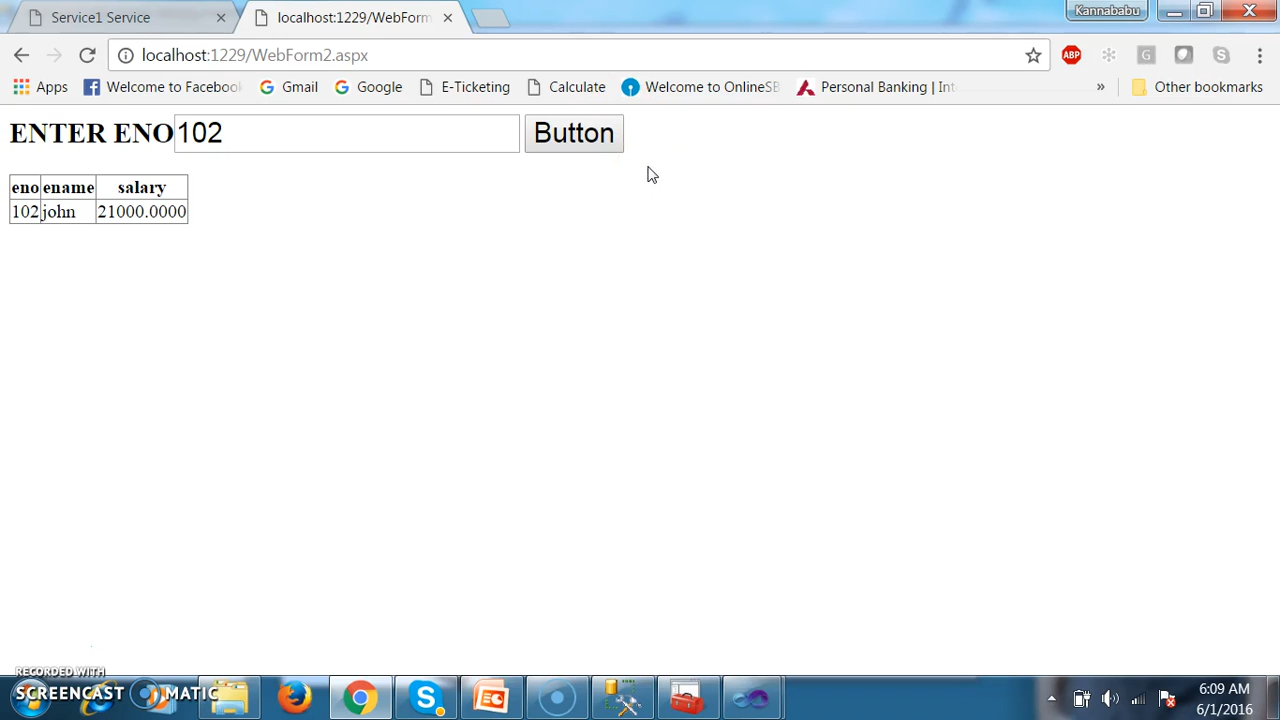 Service1 Service
localhost:1229/WebForm
Kannababu
localhost:1229/WebForm2.aspx
ABP
G
Apps
Welcome to Facebook
G Gmail
G Google
E-Ticketing
Calculate
Welcome to OnlineSB
Personal Banking | Int
»
Other bookmarks
ENTER ENO
102
Button
eno ename salary
102 john 21000.0000
RECORDED WITH
SCREENCAST MATIC
6:09 AM
6/1/2016